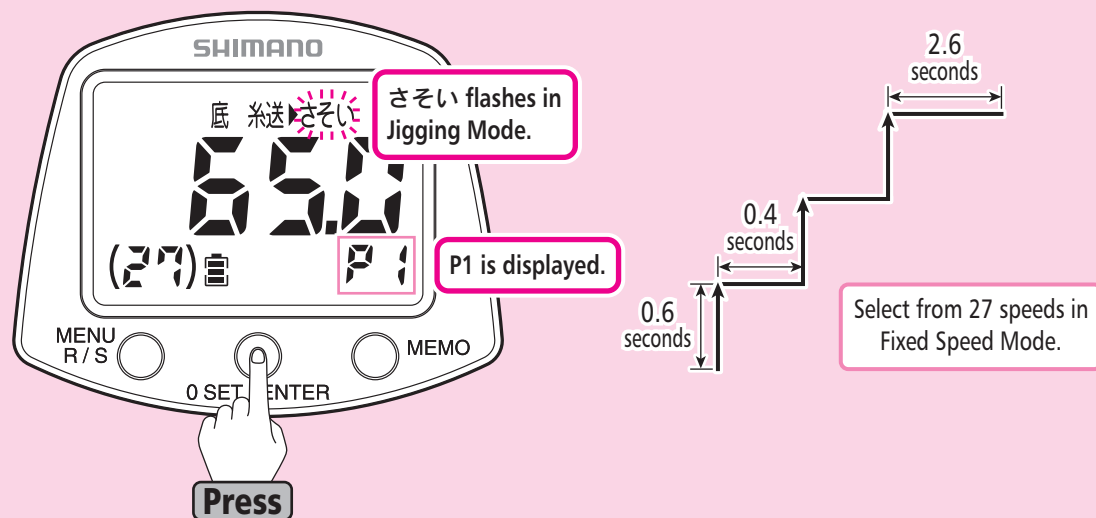 SHIMANO
底 糸送▶さそい
65.0
(27)
P1
MENU
R / S
MEMO
0 SET ENTER
Press
さそい flashes in
Jigging Mode.
P1 is displayed.
2.6
seconds
0.4
seconds
0.6
seconds
Select from 27 speeds in
Fixed Speed Mode.